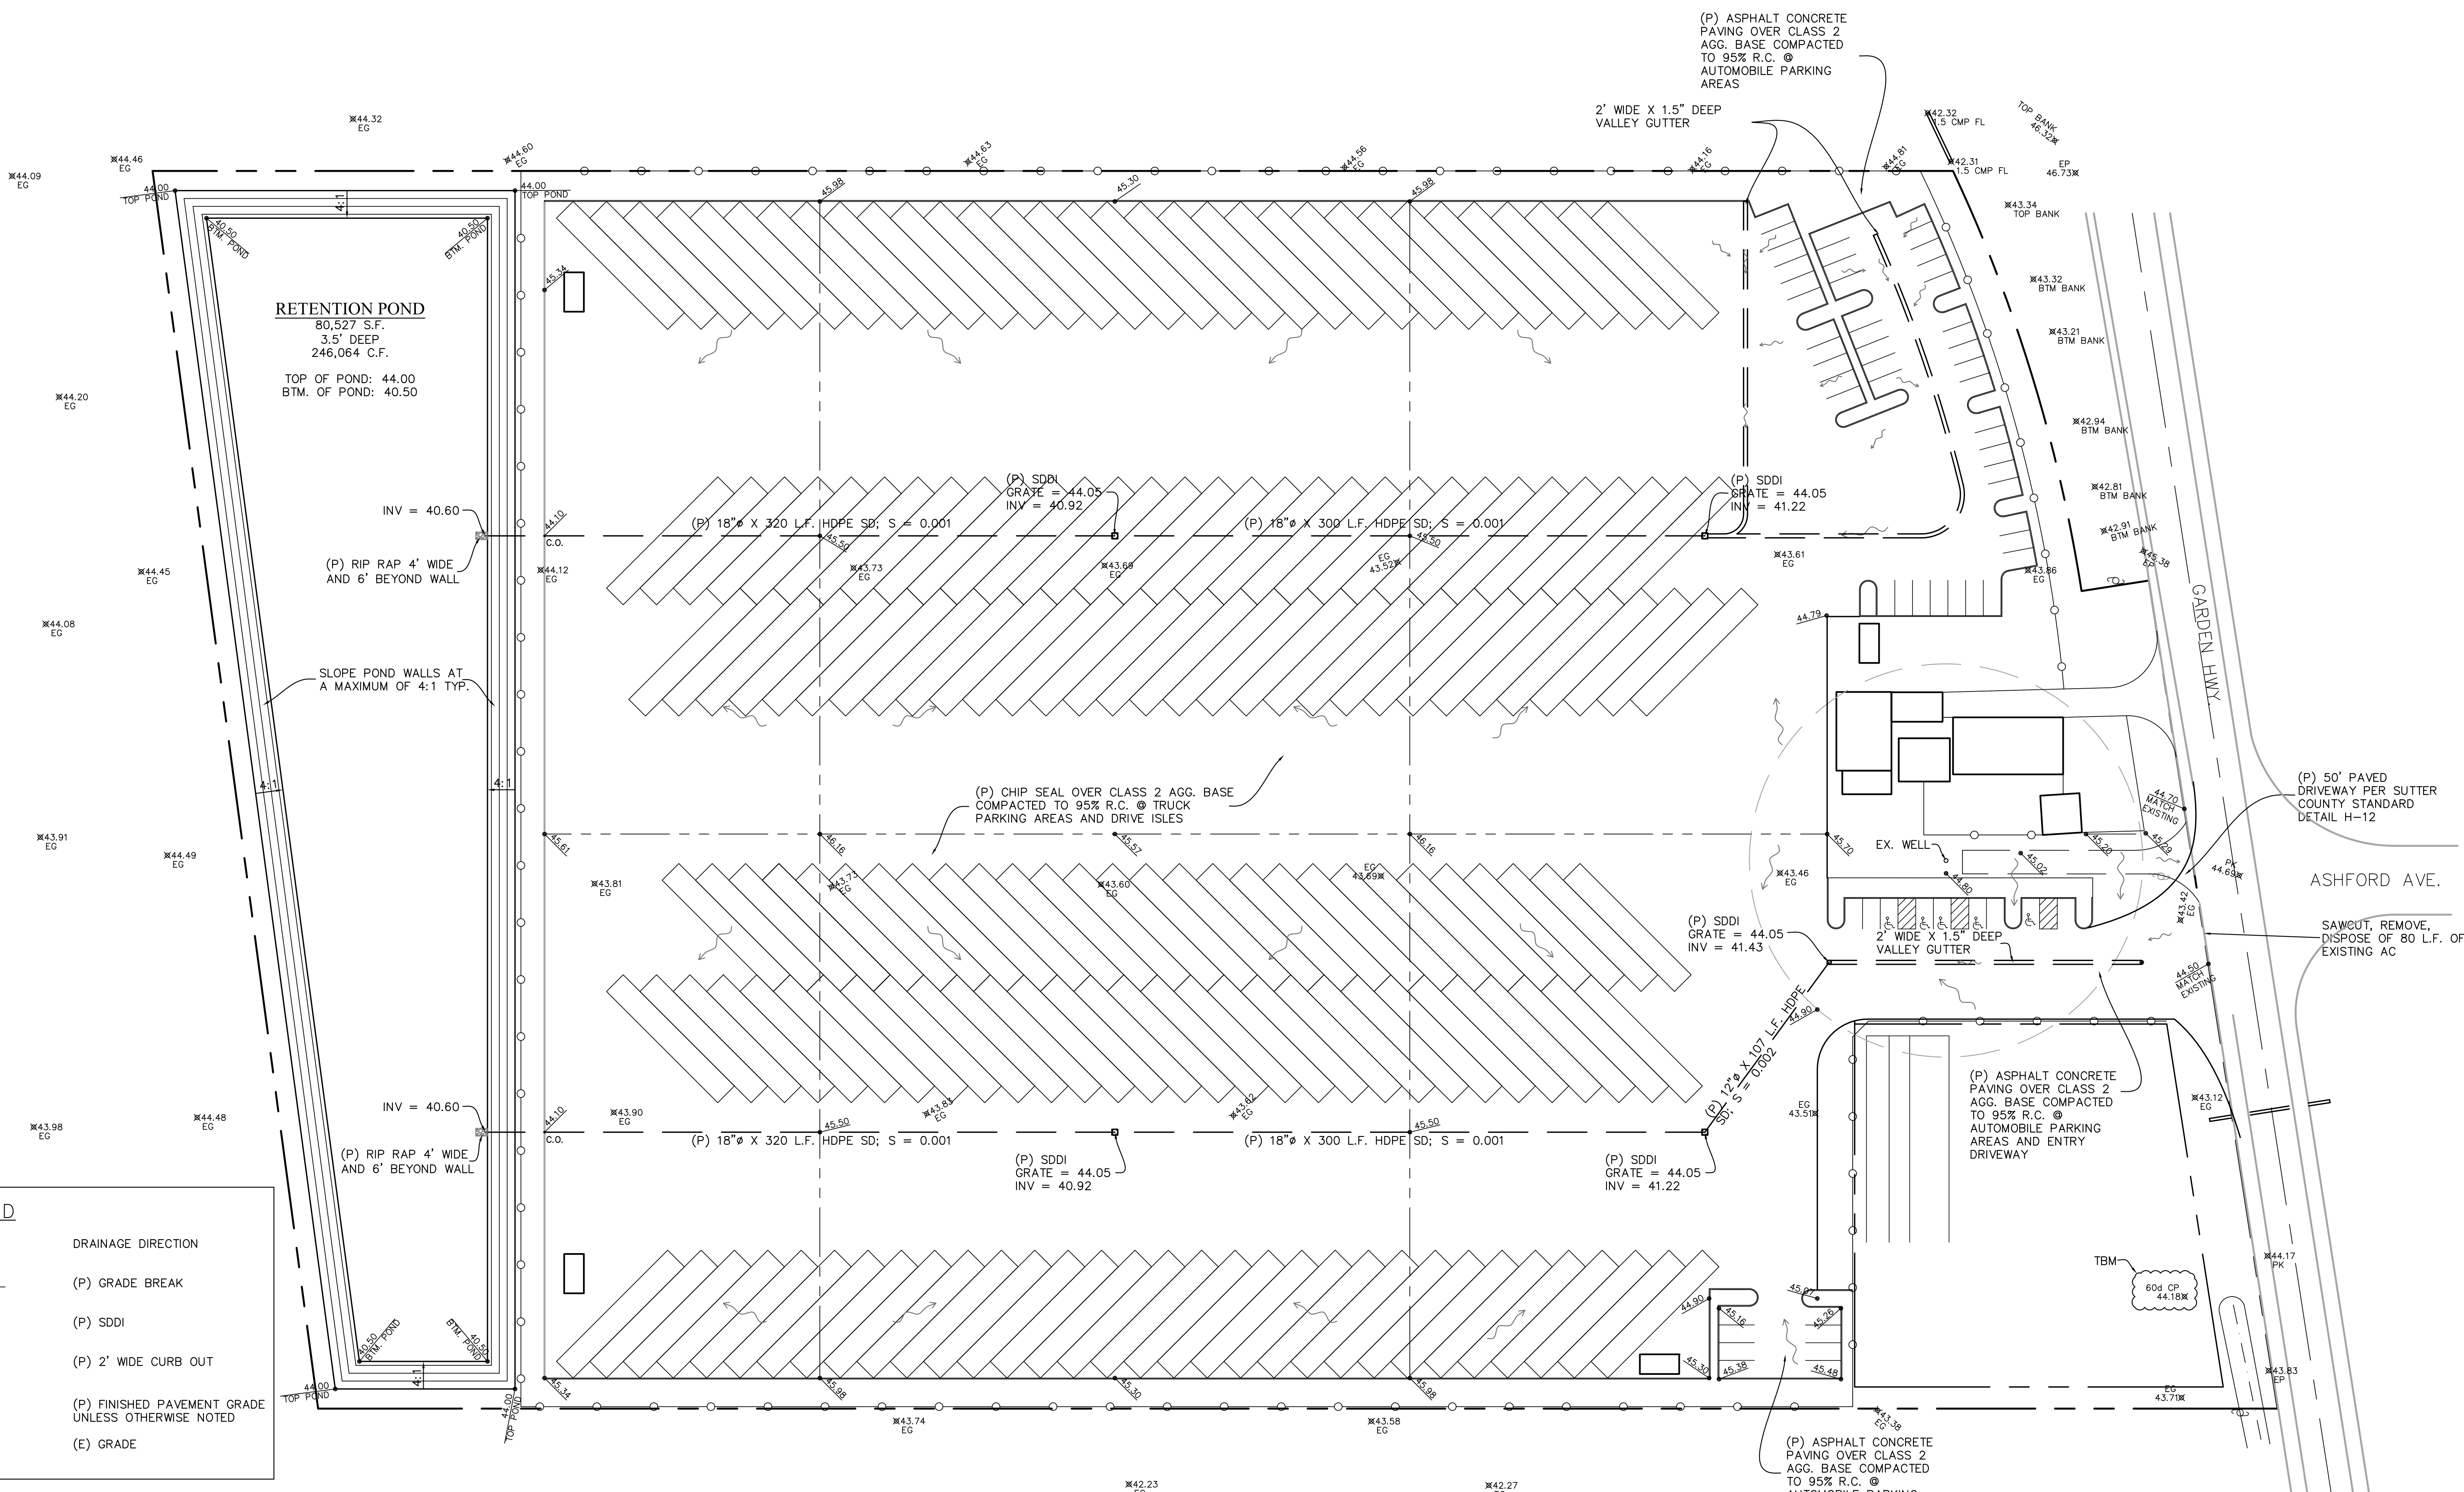 (P) ASPHALT CONCRETE
PAVING OVER CLASS 2
AGG. BASE COMPACTED
TO 95% R.C. @
AUTOMOBILE PARKING
AREAS
2' WIDE X 1.5" DEEP
VALLEY GUTTER
44.32
EG
44.46
EG
44.09
EG
44.60
EG
44.63
EG
44.56
EG
44.16
EG
44.81
EG
42.32
1.5 CMP FL
TOP BANK
46.32
42.31
1.5 CMP FL
EP
46.73
43.34
TOP BANK
44.00
TOP POND
4:1
44.00
TOP POND
45.98
45.30
45.98
40.50
BTM. POND
40.50
BTM. POND
45.34
43.32
BTM BANK
RETENTION POND
80,527 S.F.
3.5' DEEP
246,064 C.F.
TOP OF POND: 44.00
BTM. OF POND: 40.50
43.21
BTM BANK
44.20
EG
42.94
BTM BANK
42.81
BTM BANK
42.91
BTM BANK
45.38
EP
INV = 40.60
44.10
C.O.
(P) 18"ø X 320 L.F. HDPE SD; S = 0.001
(P) SDDI
GRATE = 44.05
INV = 40.92
(P) 18"ø X 300 L.F. HDPE SD; S = 0.001
(P) SDDI
GRATE = 44.05
INV = 41.22
45.50
45.50
(P) RIP RAP 4' WIDE
AND 6' BEYOND WALL
44.45
EG
44.12
EG
43.73
EG
43.69
EG
EG
43.52
43.61
EG
43.86
EG
44.08
EG
44.79
GARDEN HWY.
SLOPE POND WALLS AT
A MAXIMUM OF 4:1 TYP.
4:1
4:1
(P) CHIP SEAL OVER CLASS 2 AGG. BASE
COMPACTED TO 95% R.C. @ TRUCK
PARKING AREAS AND DRIVE ISLES
(P) 50' PAVED
DRIVEWAY PER SUTTER
COUNTY STANDARD
DETAIL H-12
44.70
MATCH
EXISTING
43.91
EG
44.49
EG
45.61
46.16
45.57
46.16
45.70
EX. WELL
45.02
45.20
45.29
44.80
PK
44.69
ASHFORD AVE.
43.81
EG
43.73
EG
43.60
EG
EG
43.69
43.46
EG
43.42
EG
(P) SDDI
GRATE = 44.05
INV = 41.43
2' WIDE X 1.5" DEEP
VALLEY GUTTER
SAWCUT, REMOVE,
DISPOSE OF 80 L.F. OF
EXISTING AC
44.50
MATCH
EXISTING
44.90
(P) 12"ø X 107 L.F. HDPE
SD; S = 0.002
INV = 40.60
44.10
C.O.
43.90
EG
43.83
EG
43.62
EG
EG
43.51
(P) ASPHALT CONCRETE
PAVING OVER CLASS 2
AGG. BASE COMPACTED
TO 95% R.C. @
AUTOMOBILE PARKING
AREAS AND ENTRY
DRIVEWAY
43.12
EG
43.98
EG
44.48
EG
(P) 18"ø X 320 L.F. HDPE SD; S = 0.001
45.50
(P) 18"ø X 300 L.F. HDPE SD; S = 0.001
45.50
(P) RIP RAP 4' WIDE
AND 6' BEYOND WALL
(P) SDDI
GRATE = 44.05
INV = 40.92
(P) SDDI
GRATE = 44.05
INV = 41.22
D
DRAINAGE DIRECTION
(P) GRADE BREAK
(P) SDDI
(P) 2' WIDE CURB OUT
(P) FINISHED PAVEMENT GRADE
UNLESS OTHERWISE NOTED
(E) GRADE
TBM
60d CP
44.18
44.17
PK
40.50
BTM. POND
40.50
BTM. POND
4:1
44.00
TOP POND
44.00
TOP POND
45.34
45.98
45.30
45.98
44.90
45.16
45.07
45.26
45.30
45.38
45.48
43.83
EP
EG
43.71
43.74
EG
43.58
EG
43.38
EG
(P) ASPHALT CONCRETE
PAVING OVER CLASS 2
AGG. BASE COMPACTED
TO 95% R.C. @
42.23
42.27